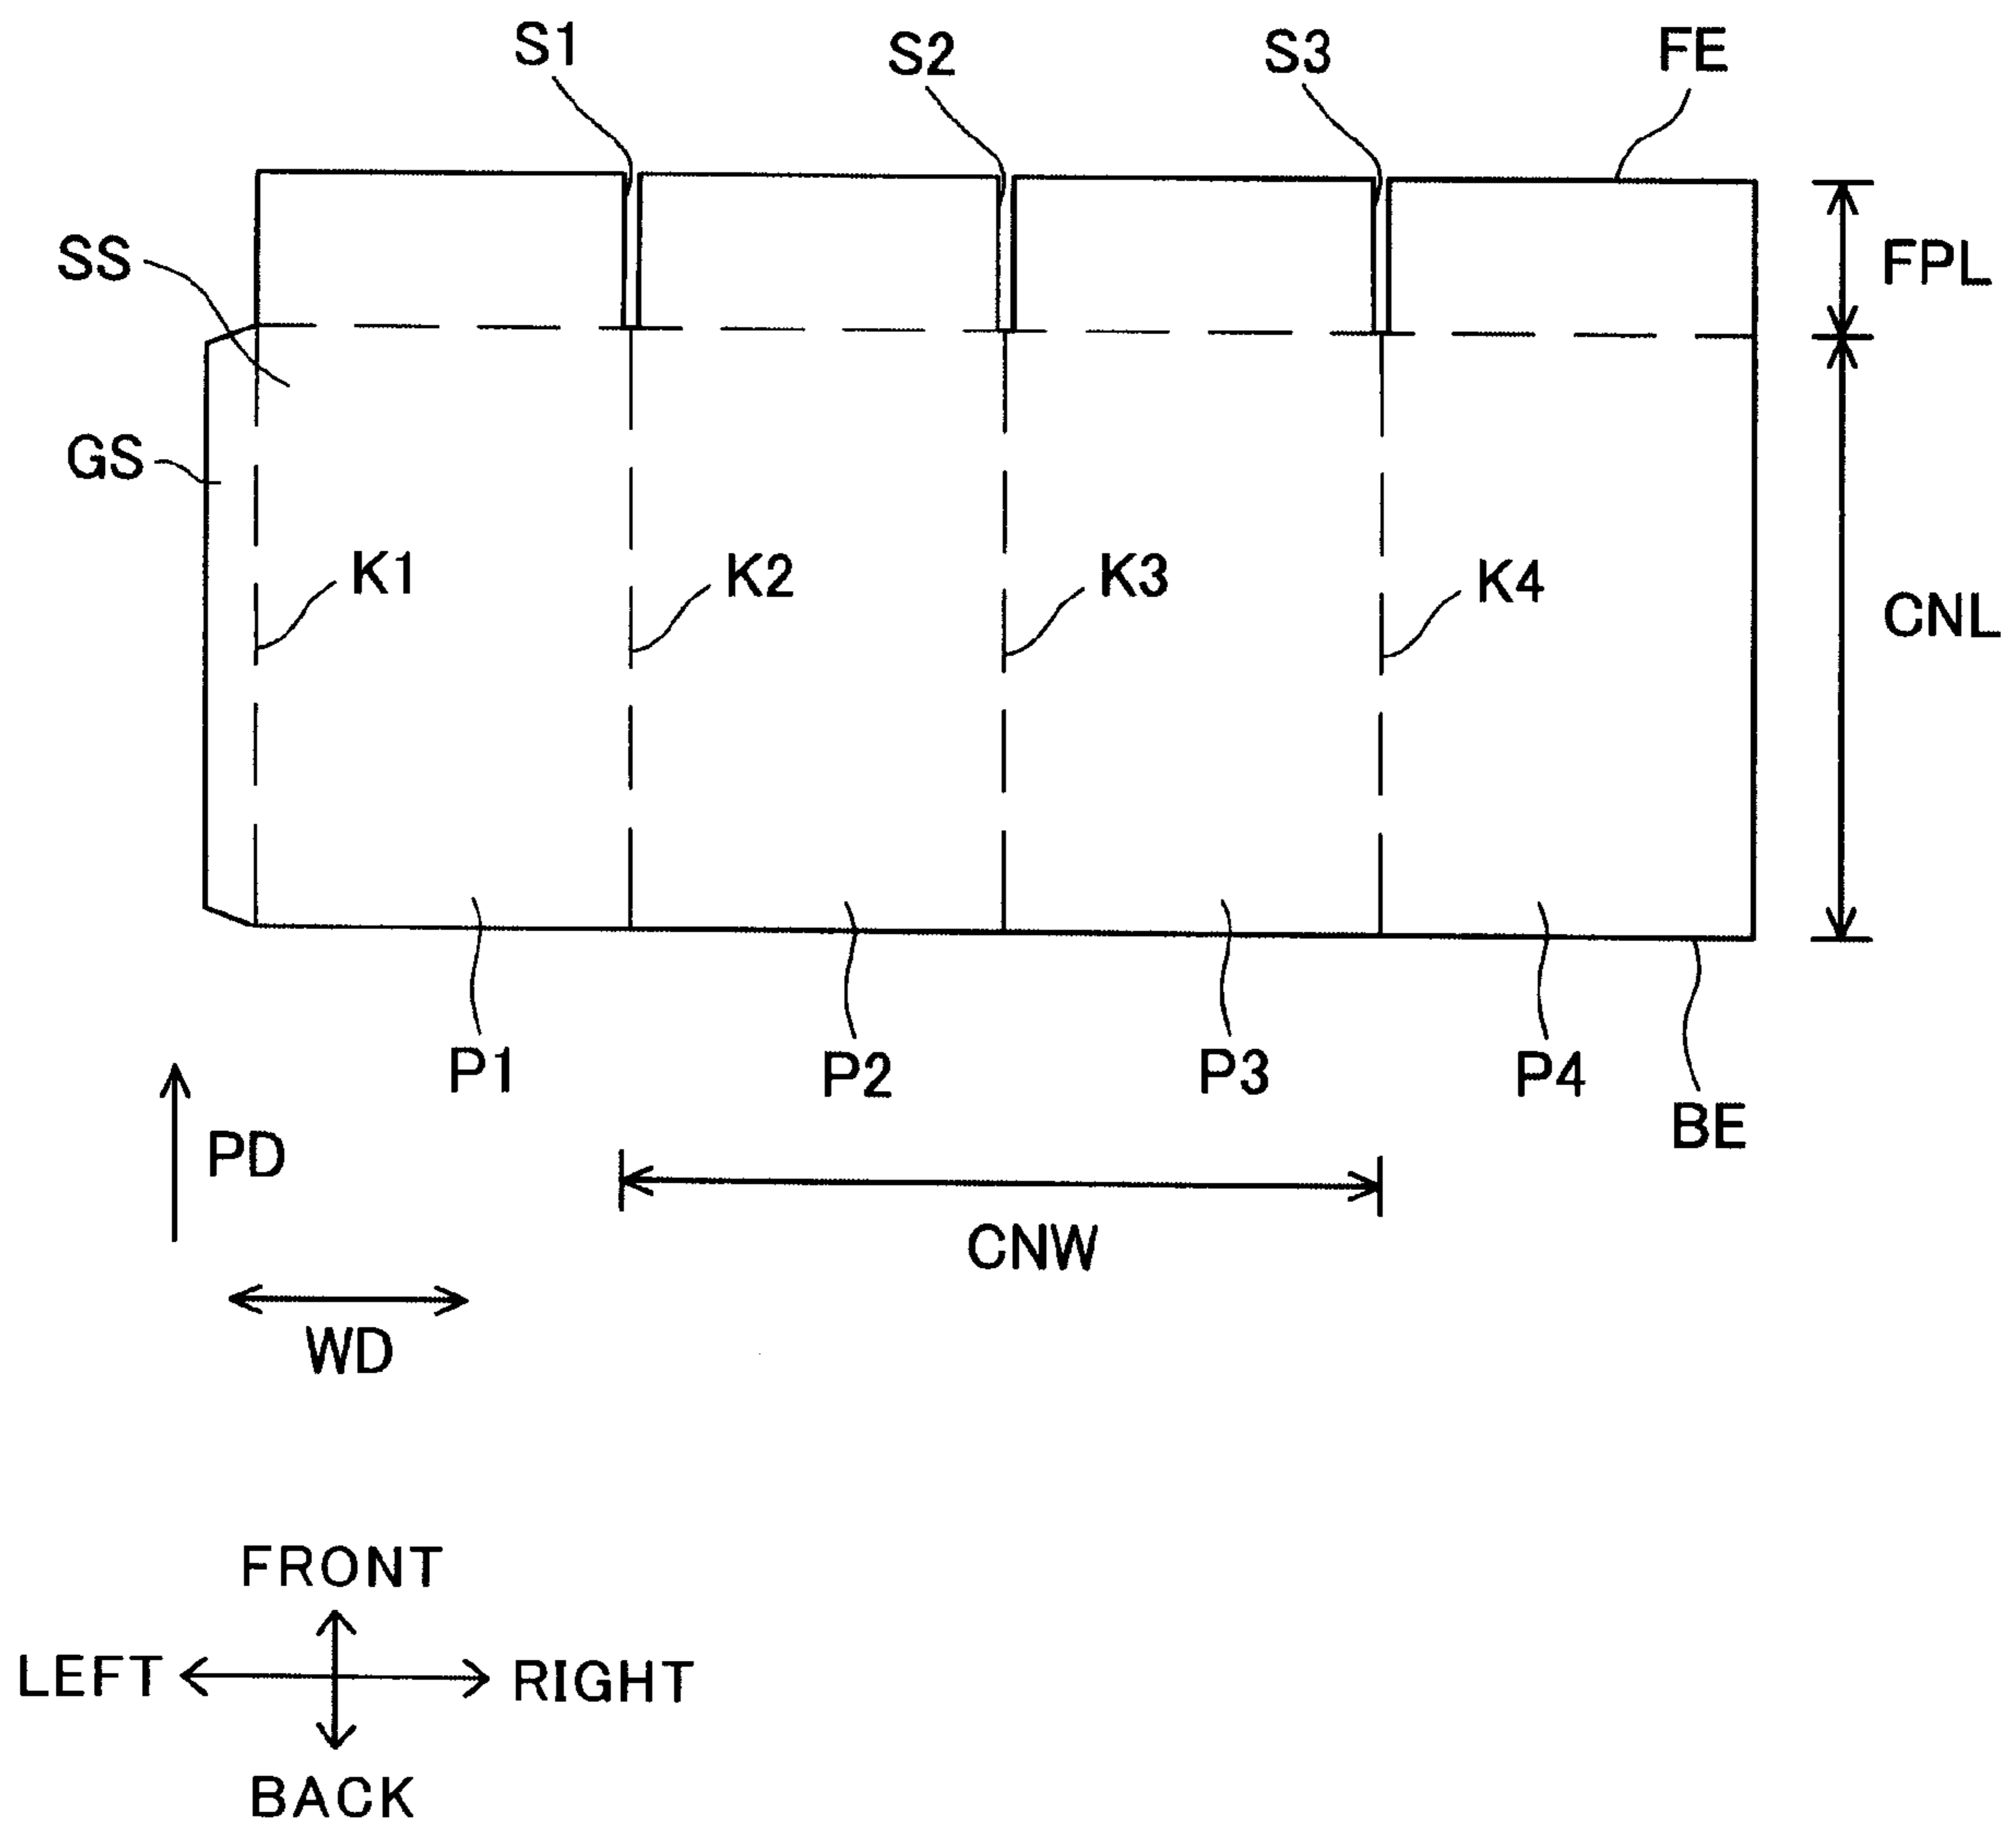 S1 S2 S3 FE
SS FPL
GS
K1 K2 K3 K4 CNL
P1 P2 P3 P4
BE
PD
CNW
WD
FRONT
LEFT RIGHT
BACK